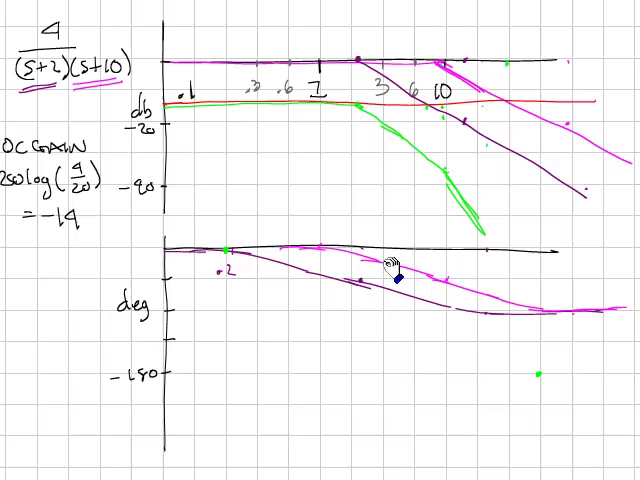 4
(s+2)(s+10)
.1 .3 .6 1 3 6 10
db
-20
-40
DC GAIN
20log(4/20)
= -14
.2
deg
-180